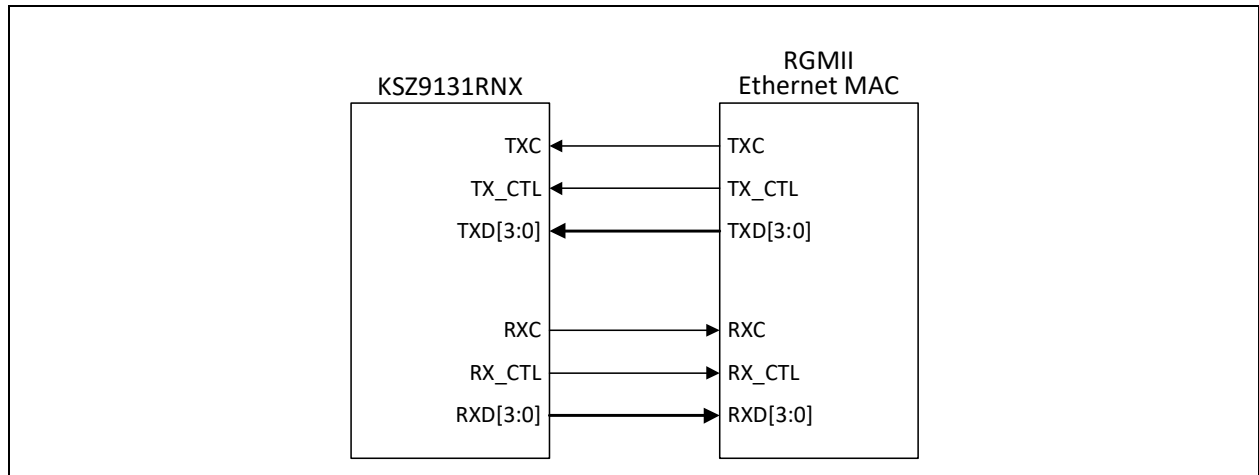 RGMII
KSZ9131RNX Ethernet MAC
TXC TXC
TX_CTL TX_CTL
TXD[3:0] TXD[3:0]
RXC RXC
RX_CTL RX_CTL
RXD[3:0] RXD[3:0]